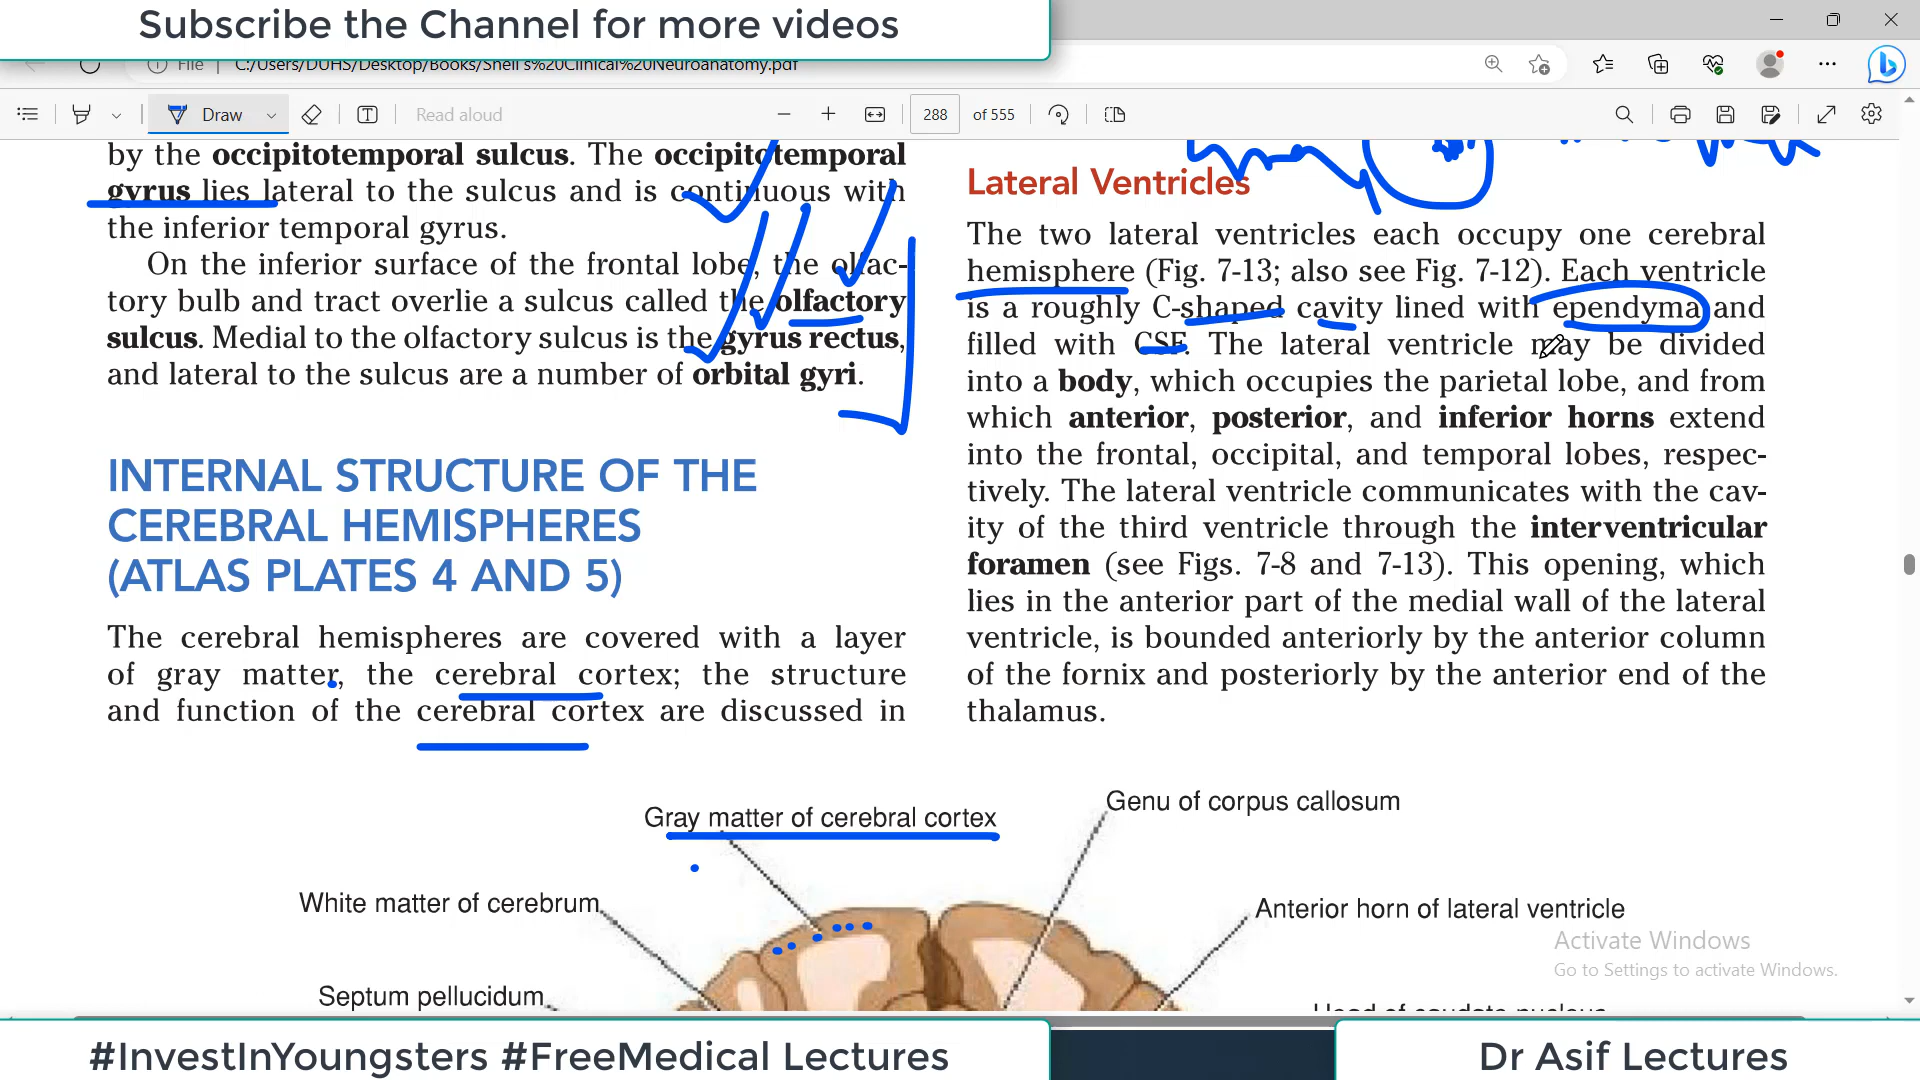 Subscribe the Channel for more videos
File
C:/Users/DUHS/Desktop/Books/Snell's%20Clinical%20Neuroanatomy.pdf
Draw
Read aloud
288
of 555
by the occipitotemporal sulcus. The occipitotemporal
gyrus lies lateral to the sulcus and is continuous with
the inferior temporal gyrus.
On the inferior surface of the frontal lobe, the olfac-
tory bulb and tract overlie a sulcus called the olfactory
sulcus. Medial to the olfactory sulcus is the gyrus rectus,
and lateral to the sulcus are a number of orbital gyri.
INTERNAL STRUCTURE OF THE
CEREBRAL HEMISPHERES
(ATLAS PLATES 4 AND 5)
The cerebral hemispheres are covered with a layer
of gray matter, the cerebral cortex; the structure
and function of the cerebral cortex are discussed in
Lateral Ventricles
The two lateral ventricles each occupy one cerebral
hemisphere (Fig. 7-13; also see Fig. 7-12). Each ventricle
is a roughly C-shaped cavity lined with ependyma and
filled with CSF. The lateral ventricle may be divided
into a body, which occupies the parietal lobe, and from
which anterior, posterior, and inferior horns extend
into the frontal, occipital, and temporal lobes, respec-
tively. The lateral ventricle communicates with the cav-
ity of the third ventricle through the interventricular
foramen (see Figs. 7-8 and 7-13). This opening, which
lies in the anterior part of the medial wall of the lateral
ventricle, is bounded anteriorly by the anterior column
of the fornix and posteriorly by the anterior end of the
thalamus.
Gray matter of cerebral cortex
Genu of corpus callosum
White matter of cerebrum
Anterior horn of lateral ventricle
Septum pellucidum
Head of caudate nucleus
Activate Windows
Go to Settings to activate Windows.
#InvestInYoungsters #FreeMedical Lectures
Dr Asif Lectures